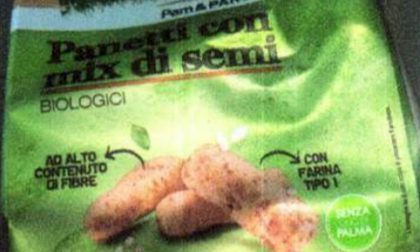 Pam & PANORAMA
Panetti con
mix di semi
BIOLOGICI
AD ALTO
CONTENUTO
DI FIBRE
CON
FARINA
TIPO 1
SENZA
PALMA